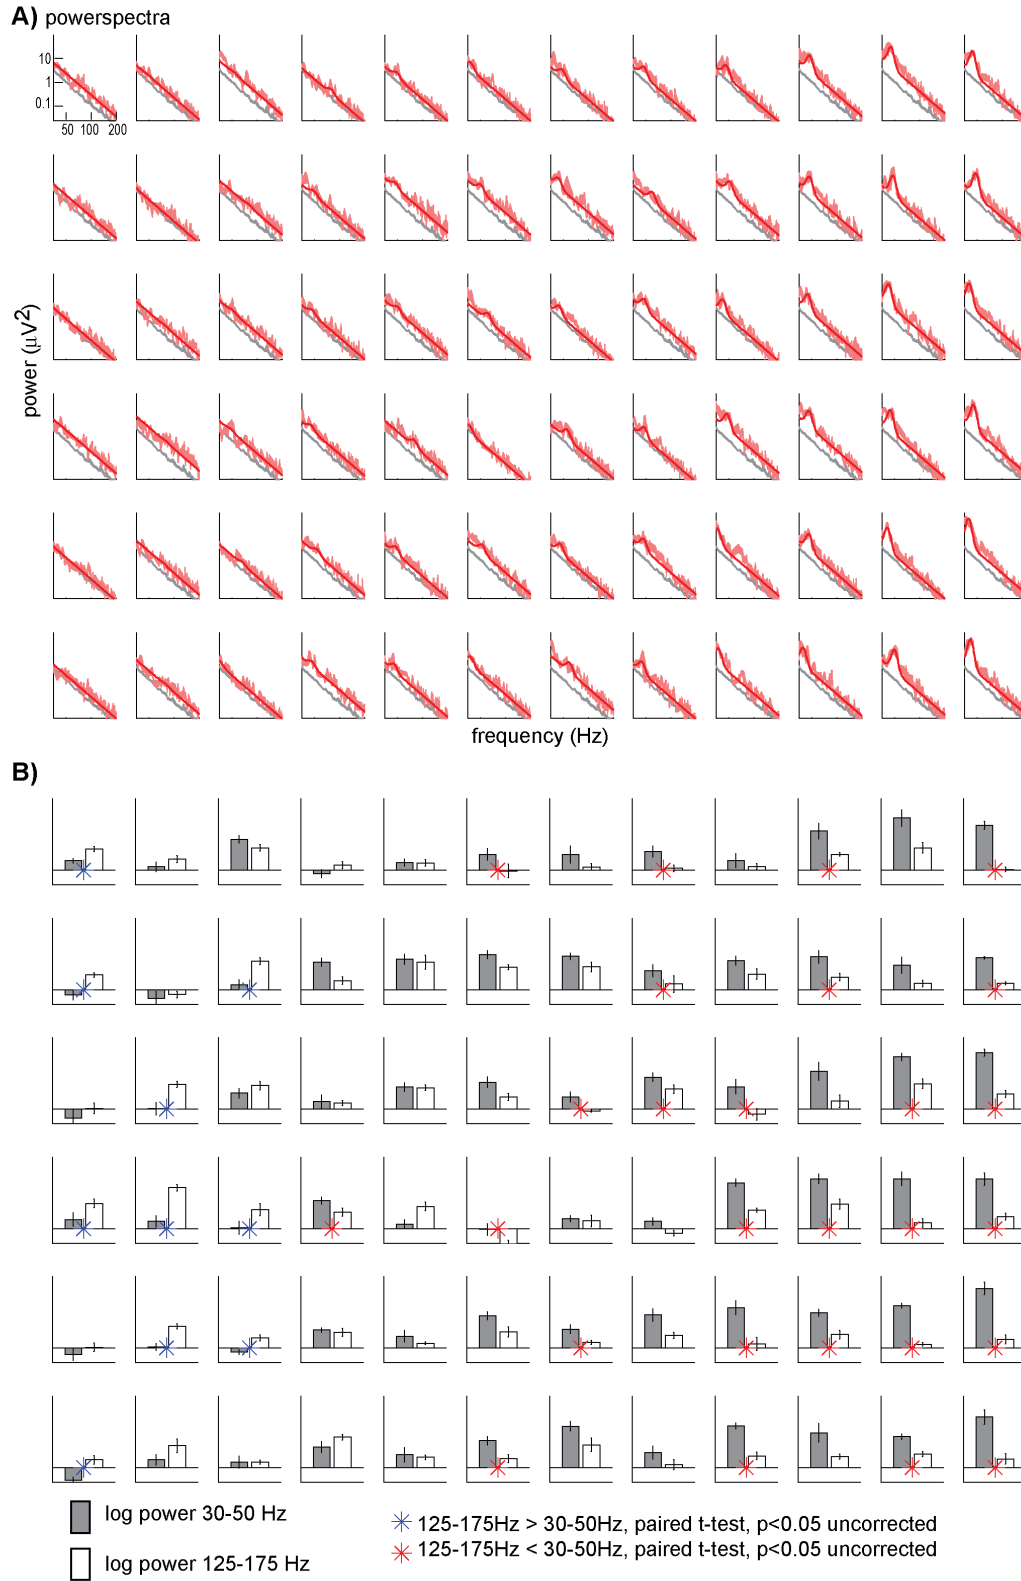 A) powerspectra
10
1
0.1
50 100 200
power (µV²)
frequency (Hz)
B)
log power 30-50 Hz
log power 125-175 Hz
125-175Hz > 30-50Hz, paired t-test, p<0.05 uncorrected
125-175Hz < 30-50Hz, paired t-test, p<0.05 uncorrected